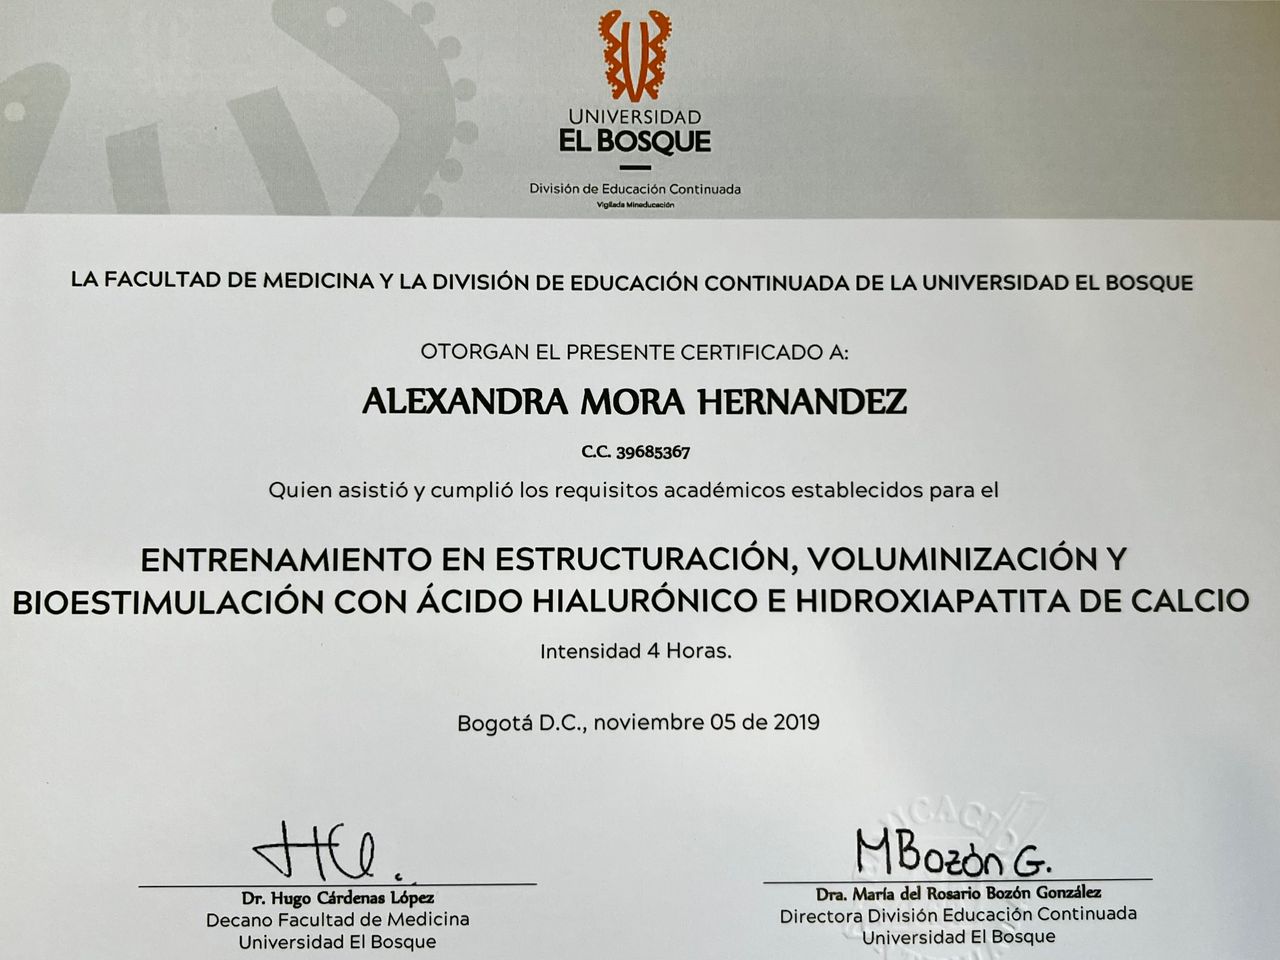 UNIVERSIDAD
EL BOSQUE
División de Educación Continuada
Vigilada Mineducación
LA FACULTAD DE MEDICINA Y LA DIVISIÓN DE EDUCACIÓN CONTINUADA DE LA UNIVERSIDAD EL BOSQUE
OTORGAN EL PRESENTE CERTIFICADO A:
ALEXANDRA MORA HERNANDEZ
C.C. 39685367
Quien asistió y cumplió los requisitos académicos establecidos para el
ENTRENAMIENTO EN ESTRUCTURACIÓN, VOLUMINIZACIÓN Y
BIOESTIMULACIÓN CON ÁCIDO HIALURÓNICO E HIDROXIAPATITA DE CALCIO
Intensidad 4 Horas.
Bogotá D.C., noviembre 05 de 2019
MBozón G.
Dr. Hugo Cárdenas López
Decano Facultad de Medicina
Universidad El Bosque
Dra. María del Rosario Bozón González
Directora División Educación Continuada
Universidad El Bosque